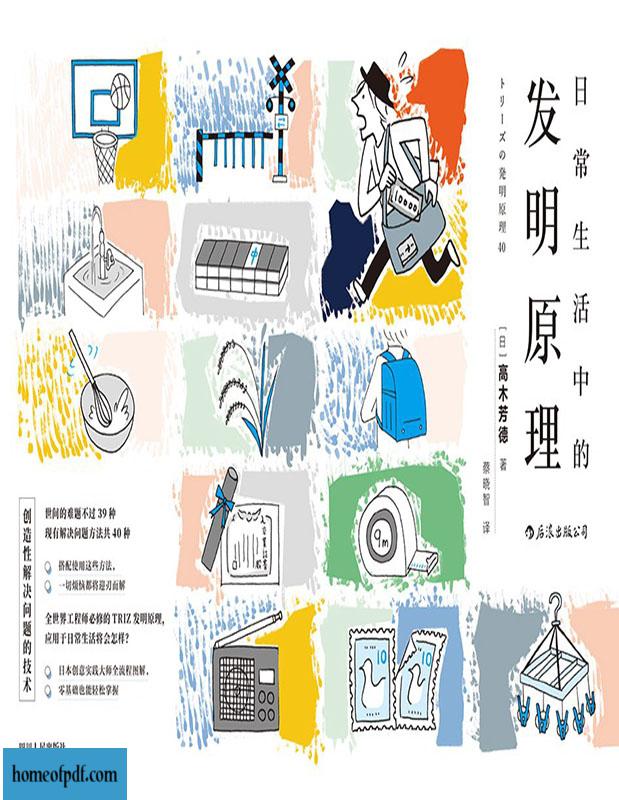 日常生活中的
发明原理
トリーズの発明原理40
[日]高木芳德 著
蔡晓智 译
后浪出版公司
10000
中
9m
10
10
创造性解决问题的技术
世间的难题不过39种
现有解决问题方法共40种
搭配使用这些方法,
一切烦恼都将迎刃而解
全世界工程师必修的TRIZ发明原理,
应用于日常生活将会怎样?
日本创意实践大师全流程图解,
零基础也能轻松掌握
homeofpdf.com